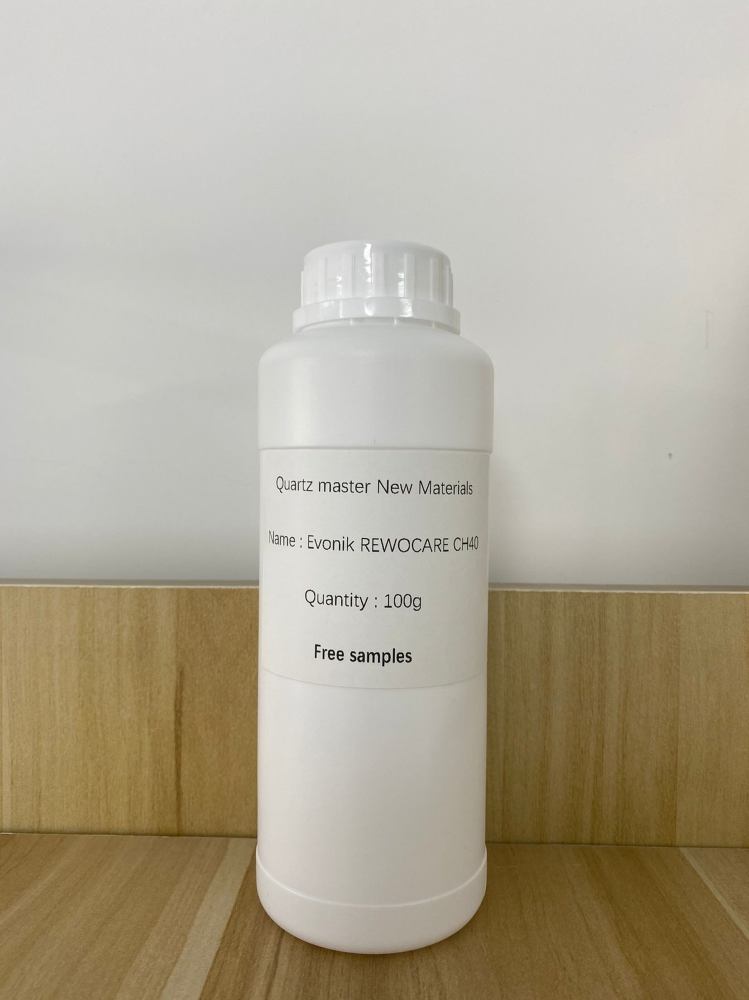 Quartz master New Materials
Name : Evonik REWOCARE CH40
Quantity : 100g
Free samples